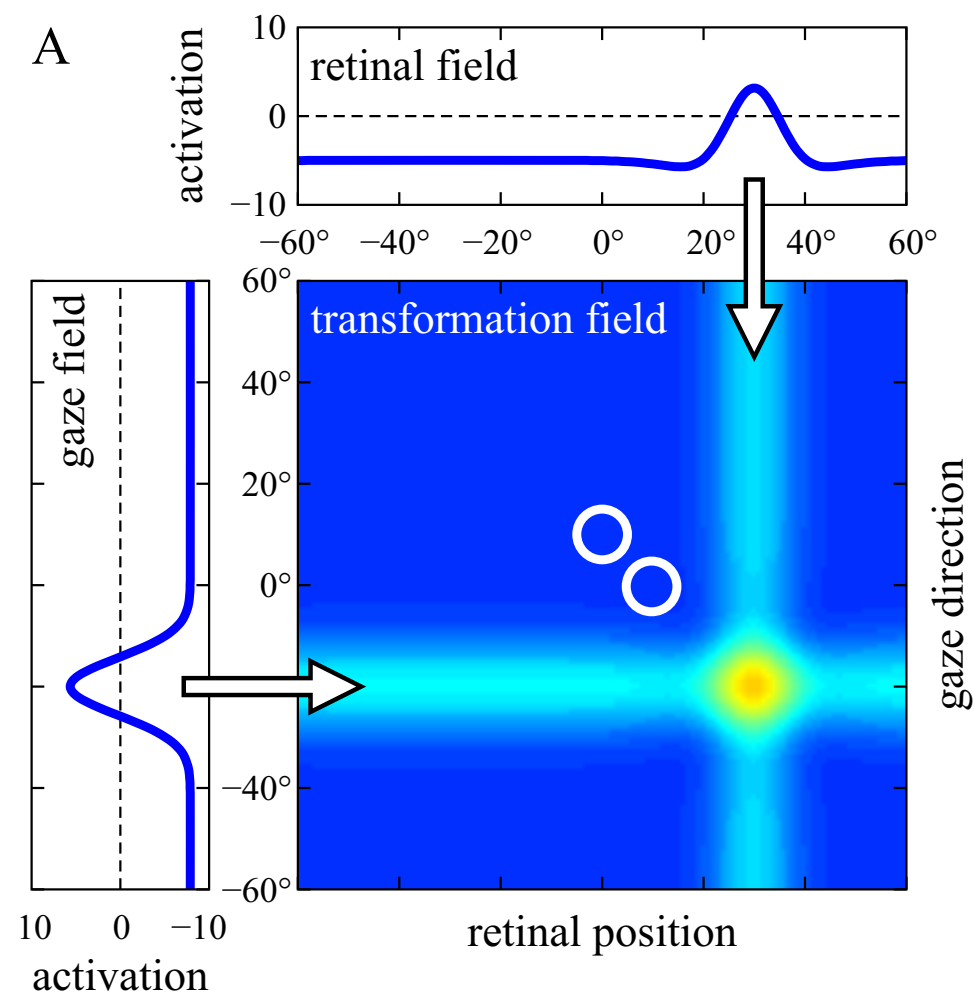 A
activation
10
0
−10
retinal field
−60° −40° −20° 0° 20° 40° 60°
gaze field
10 0 −10
activation
60°
40°
20°
0°
−40°
−60°
transformation field
gaze direction
retinal position